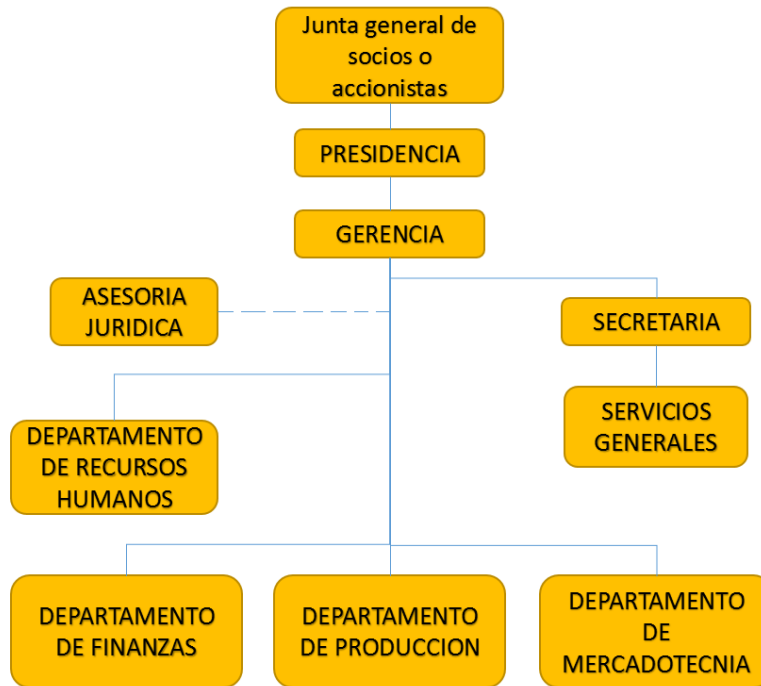 Junta general de
socios o
accionistas
PRESIDENCIA
GERENCIA
ASESORIA
JURIDICA
SECRETARIA
SERVICIOS
GENERALES
DEPARTAMENTO
DE RECURSOS
HUMANOS
DEPARTAMENTO
DE FINANZAS
DEPARTAMENTO
DE PRODUCCION
DEPARTAMENTO
DE
MERCADOTECNIA